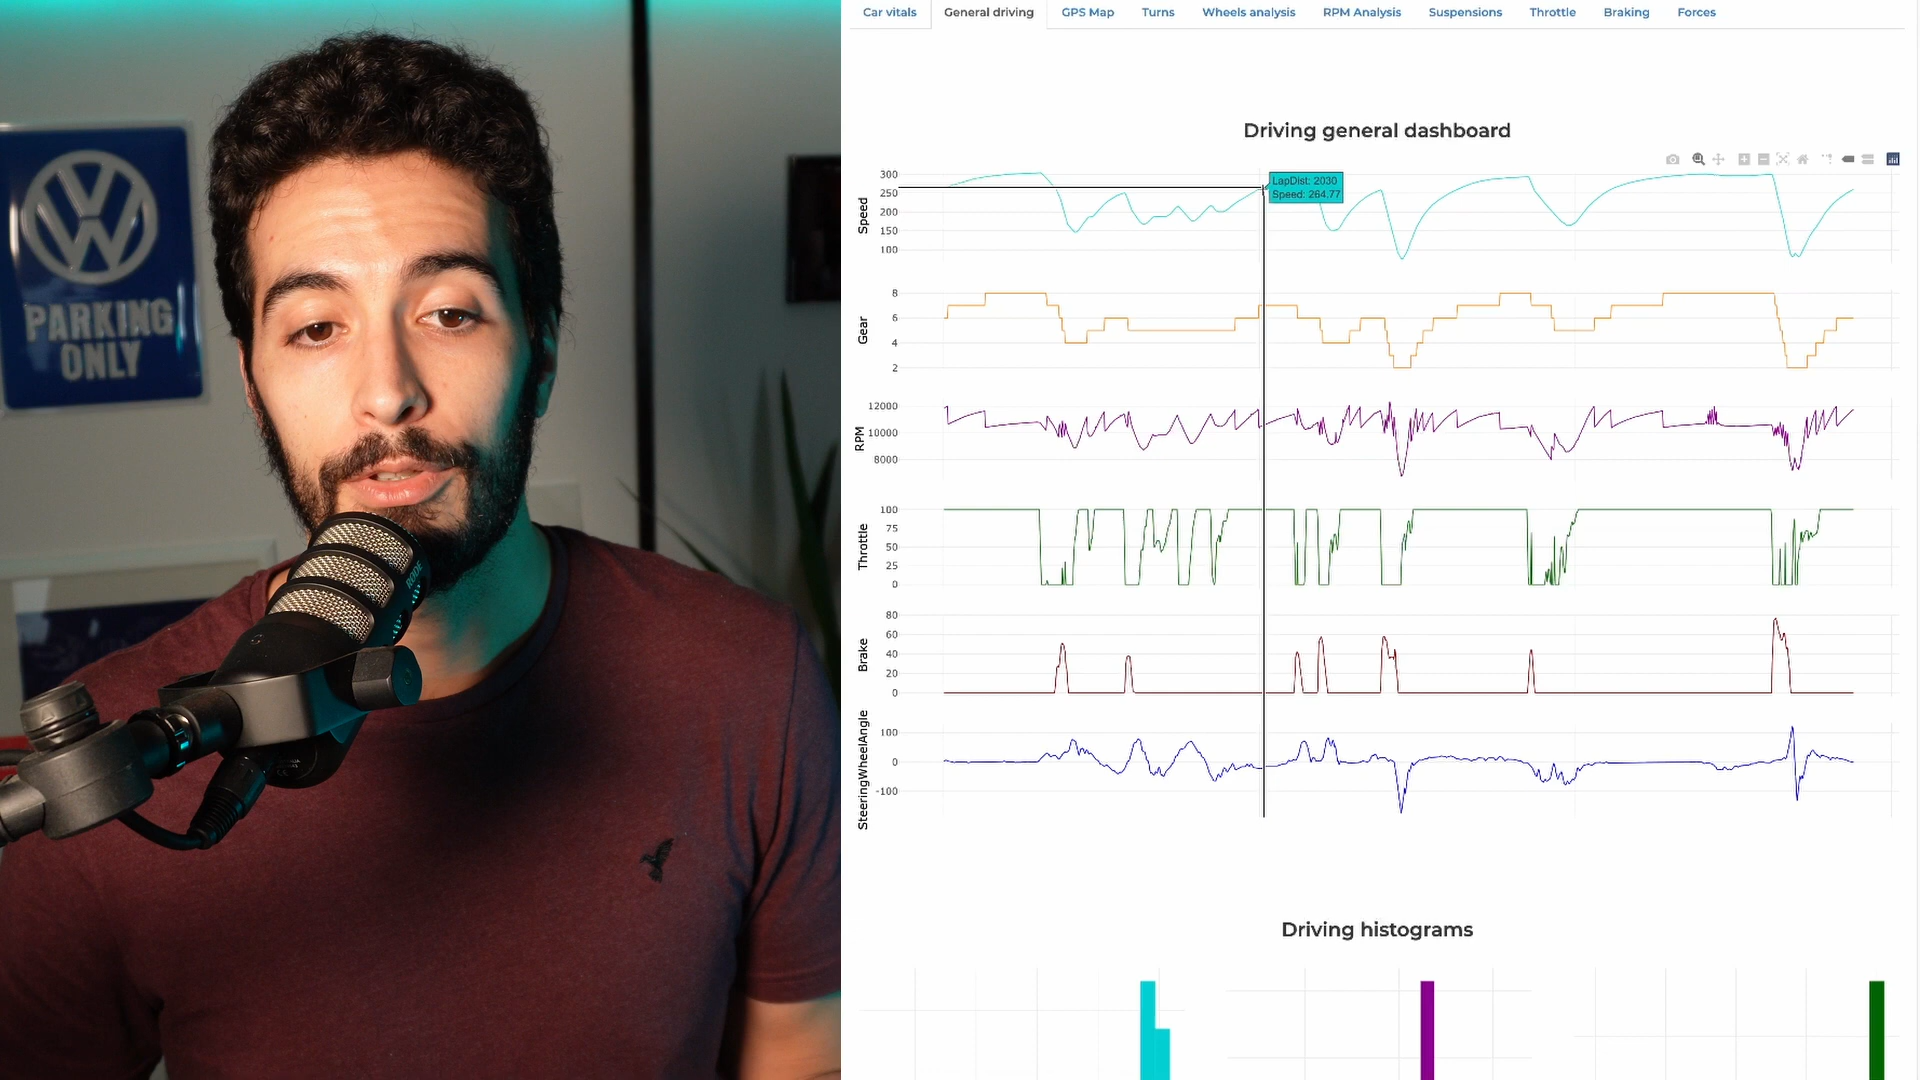 PARKING
ONLY
RODE
Car vitals
General driving
GPS Map
Turns
Wheels analysis
RPM Analysis
Suspensions
Throttle
Braking
Forces
Driving general dashboard
Speed
300
250
200
150
100
LapDist: 2030
Speed: 264.77
Gear
8
6
4
2
RPM
12000
10000
8000
Throttle
100
75
50
25
0
Brake
80
60
40
20
0
SteeringWheelAngle
100
0
-100
Driving histograms